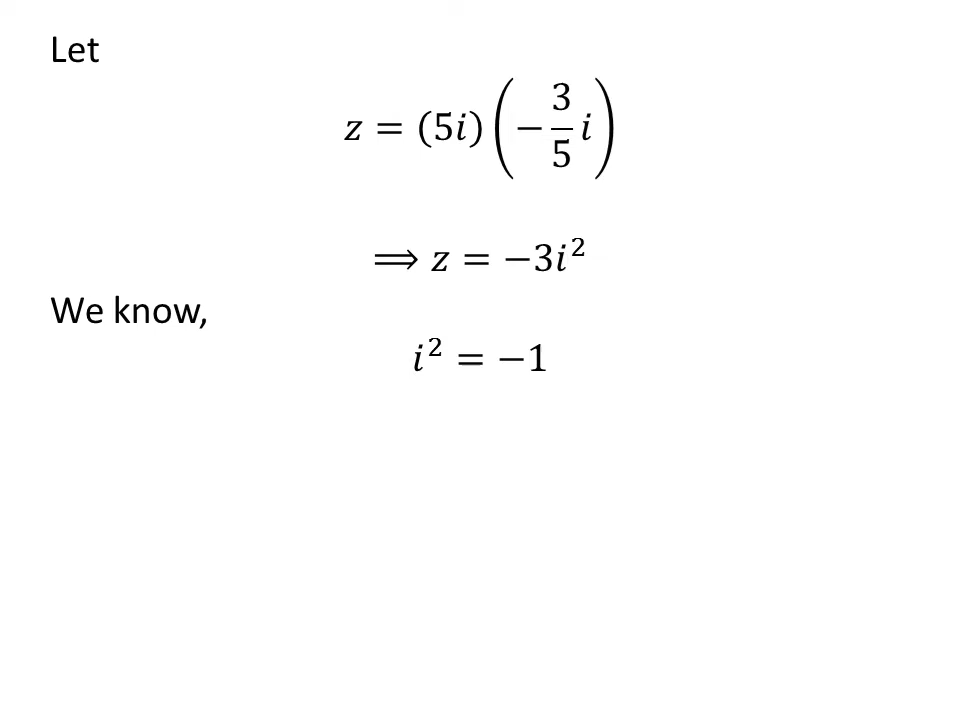 Let
z = (5i)(−3/5 i)
⟹ z = −3i²
We know,
i² = −1